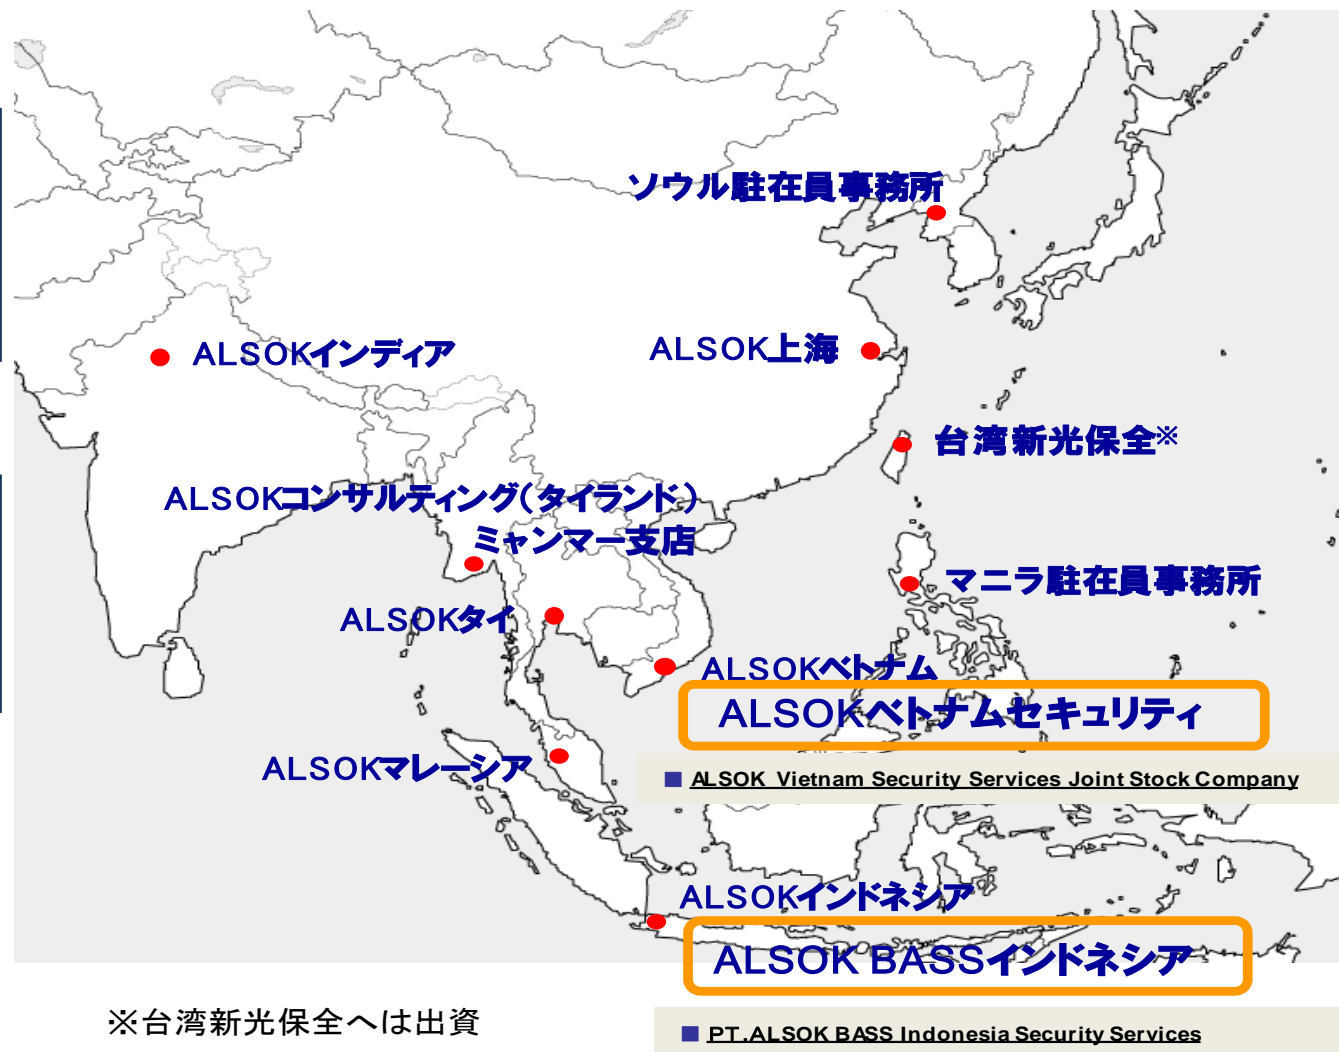 ソウル駐在員事務所
ALSOKインディア
ALSOK上海
台湾新光保全※
ALSOKコンサルティング(タイランド)
ミャンマー支店
マニラ駐在員事務所
ALSOKタイ
ALSOKベトナム
ALSOKベトナムセキュリティ
ALSOKマレーシア
■ ALSOK Vietnam Security Services Joint Stock Company
ALSOKインドネシア
ALSOK BASSインドネシア
※台湾新光保全へは出資
■ PT.ALSOK BASS Indonesia Security Services